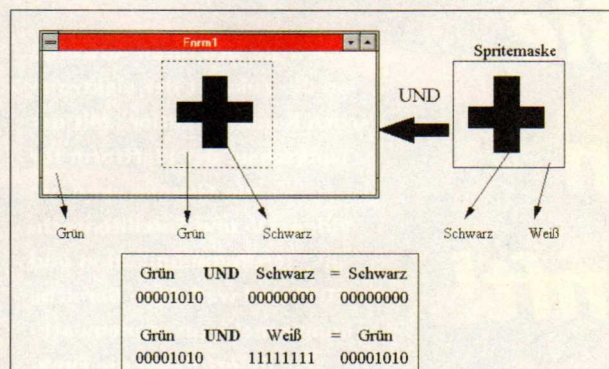 Form1
Spritemaske
UND
Grün Grün Schwarz Schwarz Weiß
Grün UND Schwarz = Schwarz
00001010 00000000 00000000
Grün UND Weiß = Grün
00001010 11111111 00001010